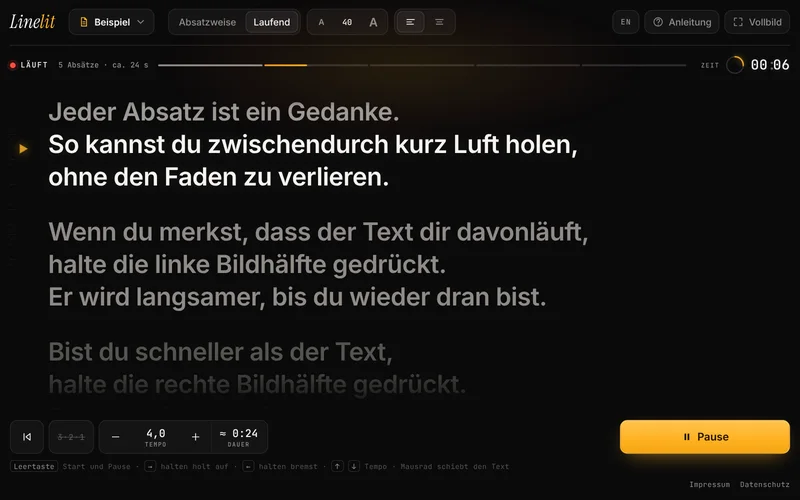 Linelit Beispiel Absatzweise Laufend A 40 A EN Anleitung Vollbild
LÄUFT 5 Absätze · ca. 24 s ZEIT 00:06
Jeder Absatz ist ein Gedanke.
So kannst du zwischendurch kurz Luft holen,
ohne den Faden zu verlieren.
Wenn du merkst, dass der Text dir davonläuft,
halte die linke Bildhälfte gedrückt.
Er wird langsamer, bis du wieder dran bist.
Bist du schneller als der Text,
halte die rechte Bildhälfte gedrückt.
3-2-1 − 4,0 + ≈ 0:24 Pause
TEMPO DAUER
Leertaste Start und Pause · → halten holt auf · ← halten bremst · ↑ ↓ Tempo · Mausrad schiebt den Text
Impressum Datenschutz